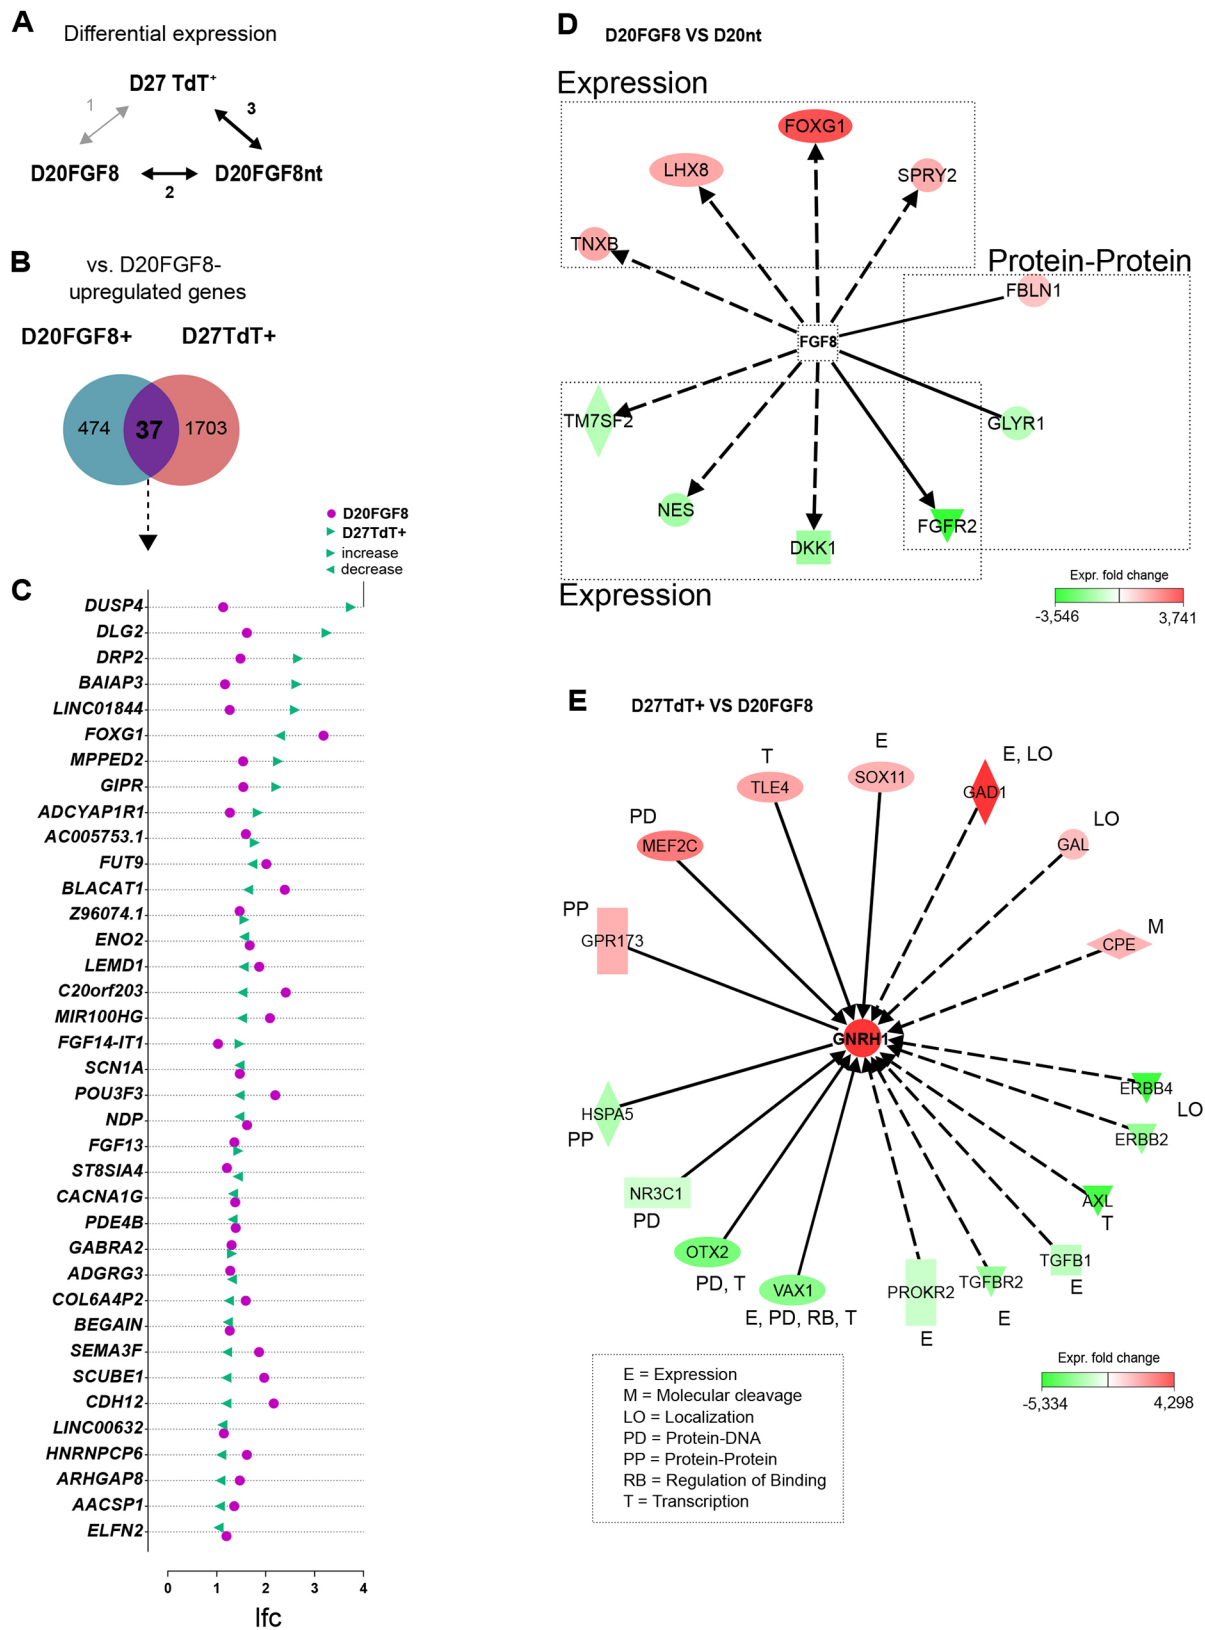 A
Differential expression
D27 TdT+
1
3
D20FGF8
D20FGF8nt
2
B
vs. D20FGF8-
upregulated genes
D20FGF8+
D27TdT+
474
37
1703
D20FGF8
D27TdT+
increase
decrease
C
DUSP4
DLG2
DRP2
BAIAP3
LINC01844
FOXG1
MPPED2
GIPR
ADCYAP1R1
AC005753.1
FUT9
BLACAT1
Z96074.1
ENO2
LEMD1
C20orf203
MIR100HG
FGF14-IT1
SCN1A
POU3F3
NDP
FGF13
ST8SIA4
CACNA1G
PDE4B
GABRA2
ADGRG3
COL6A4P2
BEGAIN
SEMA3F
SCUBE1
CDH12
LINC00632
HNRNPCP6
ARHGAP8
AACSP1
ELFN2
0 1 2 3 4
lfc
D
D20FGF8 VS D20nt
Expression
FOXG1
LHX8
SPRY2
TNXB
Protein-Protein
FBLN1
FGF8
TM7SF2
GLYR1
NES
FGFR2
DKK1
Expression
Expr. fold change
-3,546
3,741
E
D27TdT+ VS D20FGF8
E
T
E, LO
TLE4
SOX11
GAD1
PD
LO
MEF2C
GAL
PP
M
GPR173
CPE
GNRH1
ERBB4
HSPA5
LO
PP
ERBB2
NR3C1
AXL
PD
T
OTX2
TGFB1
PD, T
VAX1
PROKR2
TGFBR2
E
E, PD, RB, T
E
E
Expr. fold change
-5,334
4,298
E = Expression
M = Molecular cleavage
LO = Localization
PD = Protein-DNA
PP = Protein-Protein
RB = Regulation of Binding
T = Transcription